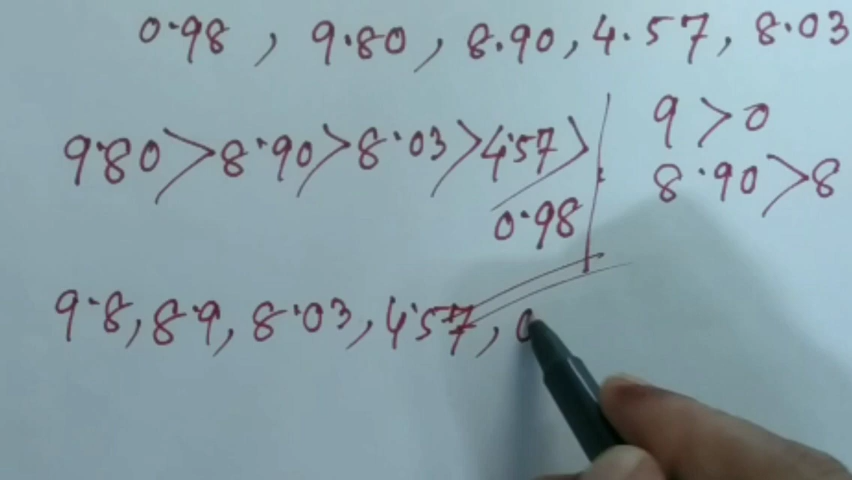 0.98, 9.80, 8.90, 4.57, 8.03
9.80 > 8.90 > 8.03 > 4.57 >
0.98
9 > 0
8.90 > 8
9.8, 8.9, 8.03, 4.57, 0